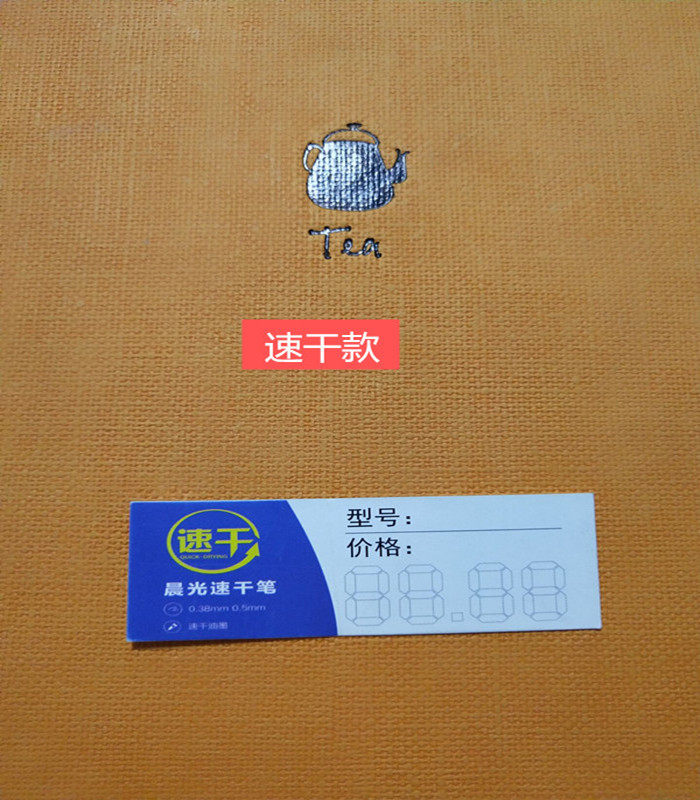 Tea
速干款
速干
QUICK-DRYING
晨光速干笔
0.38mm 0.5mm
速干油墨
型号：
价格：
88.88